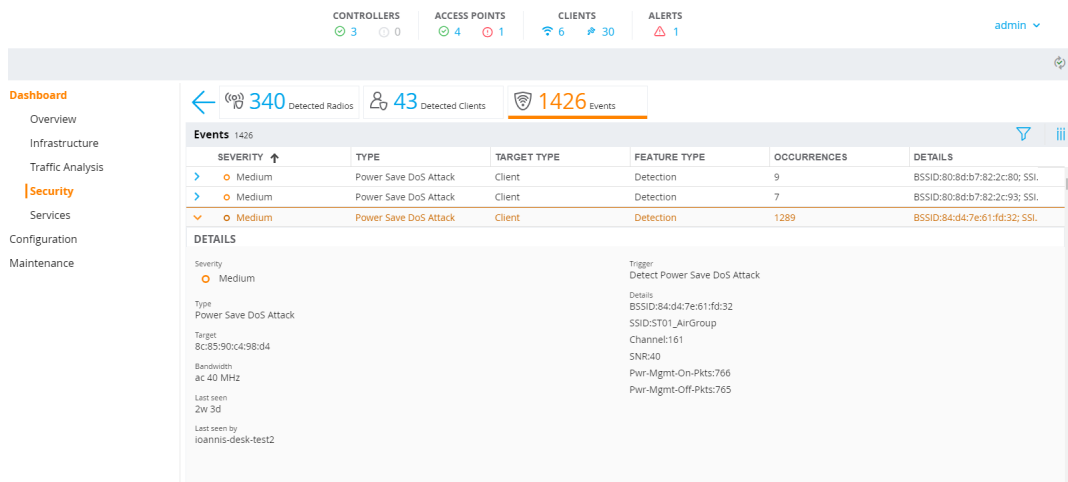 CONTROLLERS ACCESS POINTS CLIENTS ALERTS
3 0 4 1 6 30 1
admin
Dashboard
Overview
Infrastructure
Traffic Analysis
Security
Services
Configuration
Maintenance
340 Detected Radios 43 Detected Clients 1426 Events
Events 1426
SEVERITY TYPE TARGET TYPE FEATURE TYPE OCCURRENCES DETAILS
Medium Power Save DoS Attack Client Detection 9 BSSID:80:8d:b7:82:2c:80; SSI.
Medium Power Save DoS Attack Client Detection 7 BSSID:80:8d:b7:82:2c:93; SSI.
Medium Power Save DoS Attack Client Detection 1289 BSSID:84:d4:7e:61:fd:32; SSI.
DETAILS
Severity
Medium
Type
Power Save DoS Attack
Target
8c:85:90:c4:98:d4
Bandwidth
ac 40 MHz
Last seen
2w 3d
Last seen by
ioannis-desk-test2
Trigger
Detect Power Save DoS Attack
Details
BSSID:84:d4:7e:61:fd:32
SSID:ST01_AirGroup
Channel:161
SNR:40
Pwr-Mgmt-On-Pkts:766
Pwr-Mgmt-Off-Pkts:765